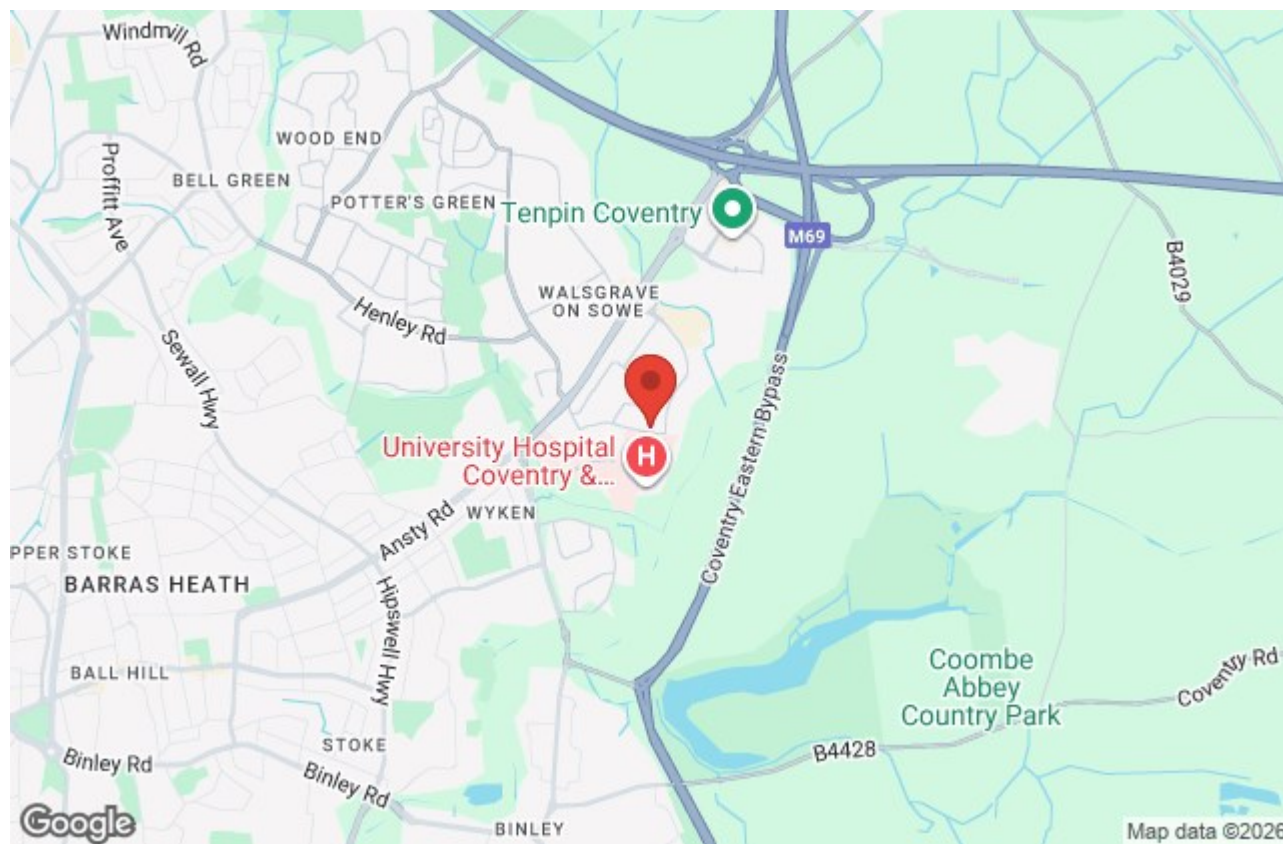 Windmill Rd
WOOD END
Proffitt Ave
BELL GREEN
POTTER'S GREEN
Tenpin Coventry
M69
B4029
WALSGRAVE
ON SOWE
Henley Rd
Sewall Hwy
Coventry Eastern Bypass
University Hospital
Coventry &...
H
WYKEN
Ansty Rd
PPER STOKE
BARRAS HEATH
Hipswell Hwy
BALL HILL
Coombe
Abbey
Country Park
Coventry Rd
B4428
STOKE
Binley Rd
Binley Rd
BINLEY
Google
Map data ©2026